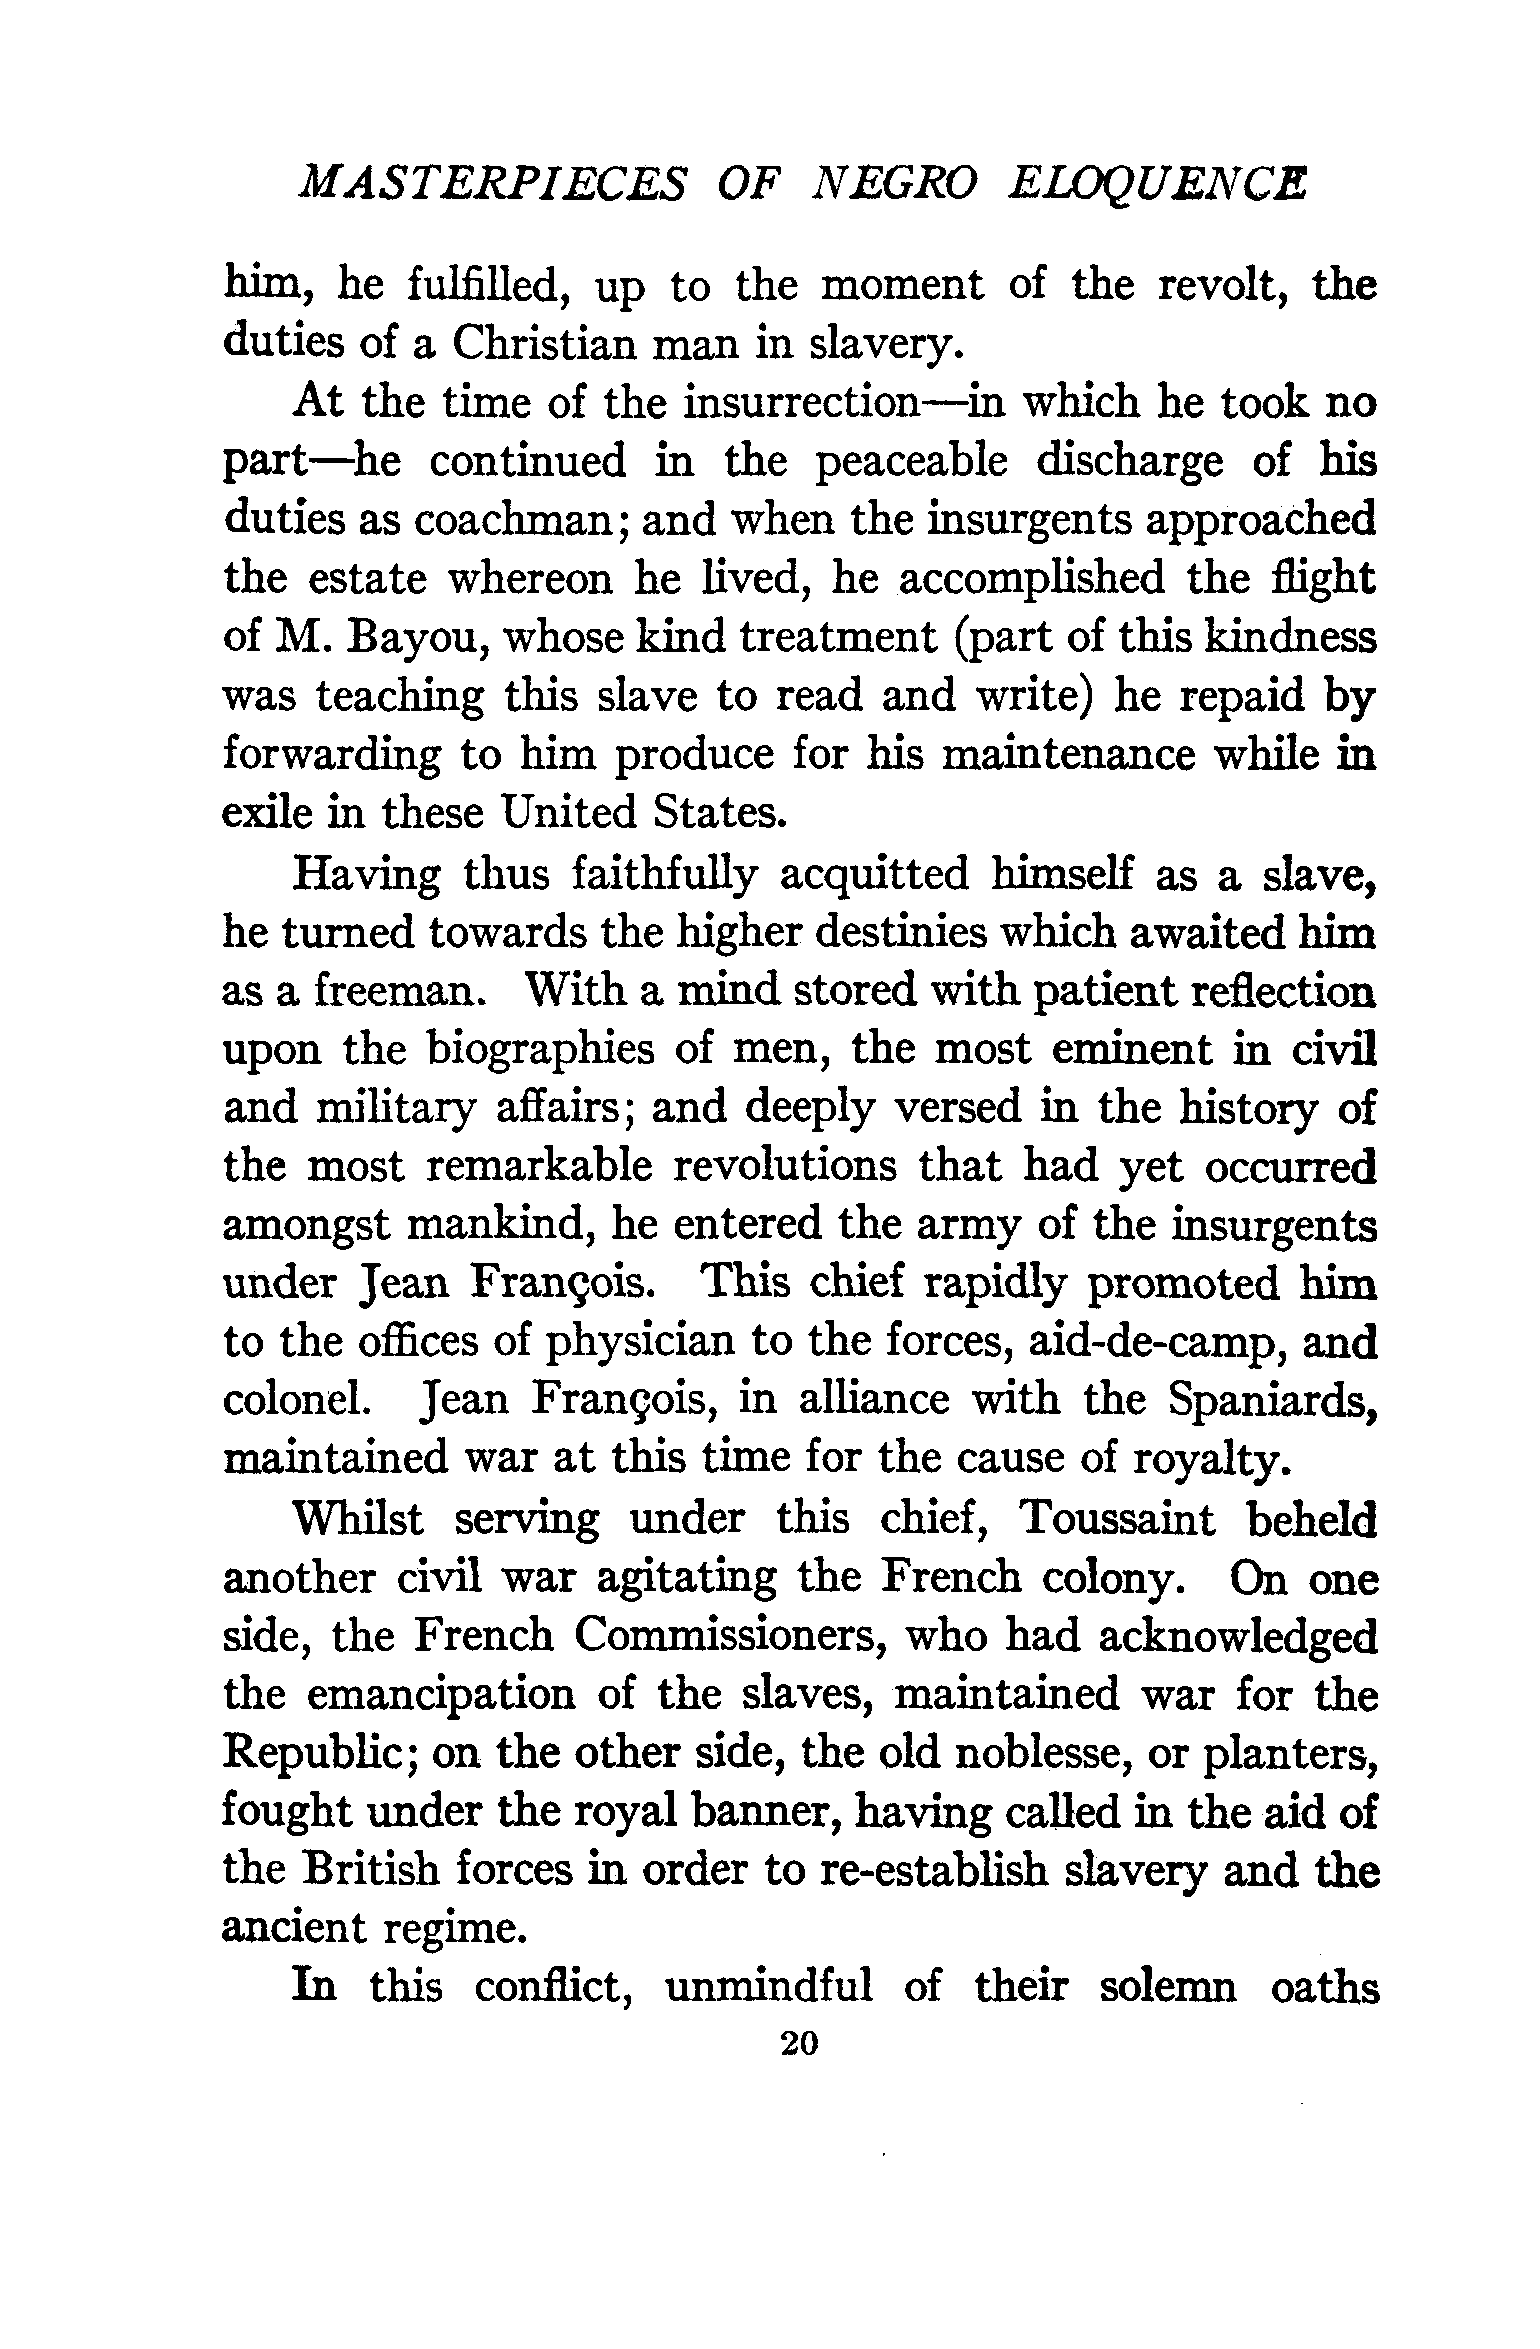 MASTERPIECES OF NEGRO ELOQUENCE
him, he fulfilled, up to the moment of the revolt, the
duties of a Christian man in slavery.
At the time of the insurrection—in which he took no
part—he continued in the peaceable discharge of his
duties as coachman; and when the insurgents approached
the estate whereon he lived, he accomplished the flight
of M. Bayou, whose kind treatment (part of this kindness
was teaching this slave to read and write) he repaid by
forwarding to him produce for his maintenance while in
exile in these United States.
Having thus faithfully acquitted himself as a slave,
he turned towards the higher destinies which awaited him
as a freeman. With a mind stored with patient reflection
upon the biographies of men, the most eminent in civil
and military affairs; and deeply versed in the history of
the most remarkable revolutions that had yet occurred
amongst mankind, he entered the army of the insurgents
under Jean François. This chief rapidly promoted him
to the offices of physician to the forces, aid-de-camp, and
colonel. Jean François, in alliance with the Spaniards,
maintained war at this time for the cause of royalty.
Whilst serving under this chief, Toussaint beheld
another civil war agitating the French colony. On one
side, the French Commissioners, who had acknowledged
the emancipation of the slaves, maintained war for the
Republic; on the other side, the old noblesse, or planters,
fought under the royal banner, having called in the aid of
the British forces in order to re-establish slavery and the
ancient regime.
In this conflict, unmindful of their solemn oaths
20